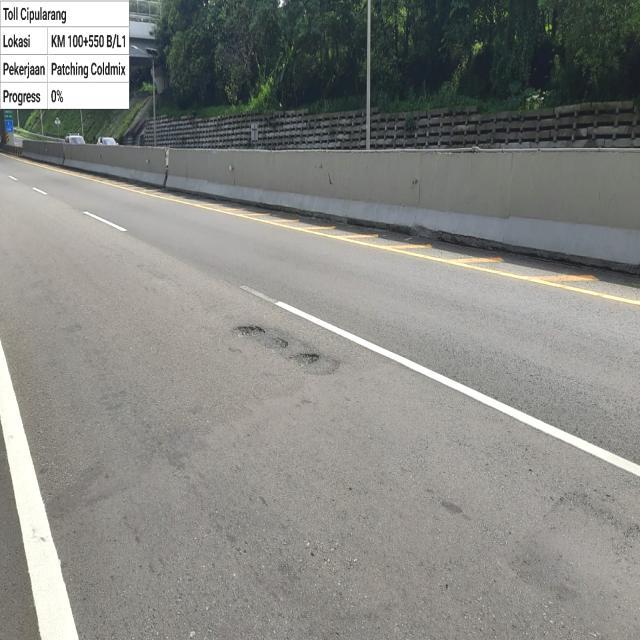 Toll Cipularang
Lokasi KM 100+550 B/L1
Pekerjaan Patching Coldmix
Progress 0%